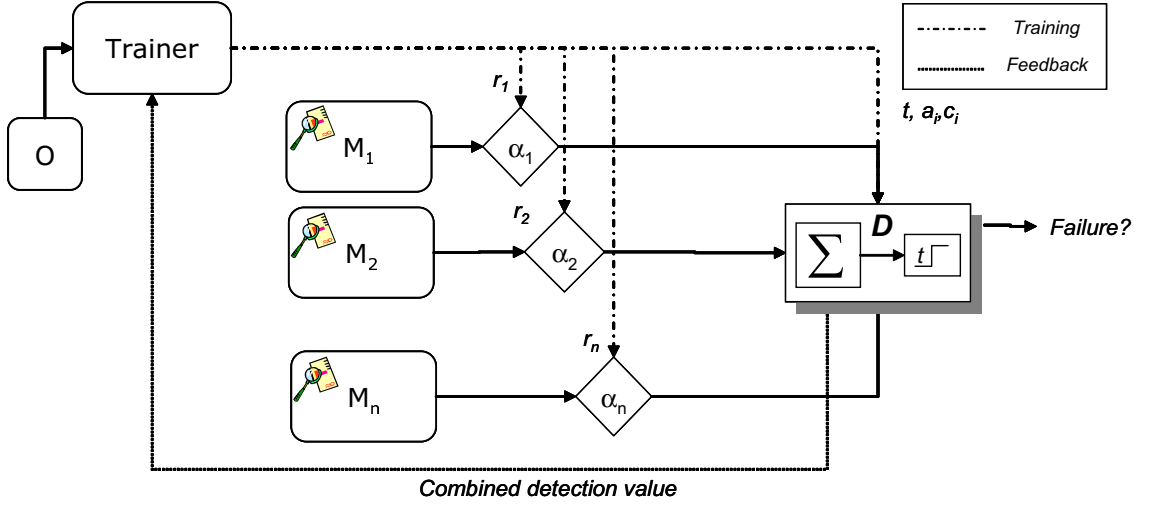 Trainer
Training
Feedback
r1
t, ai,ci
M1
α1
O
r2
M2
α2
D
Σ
t
Failure?
rn
Mn
αn
Combined detection value